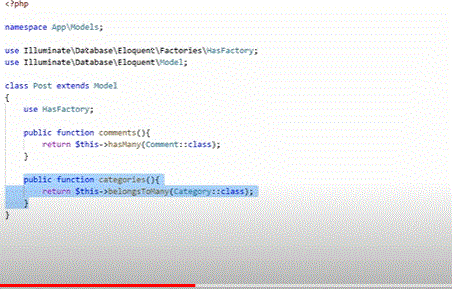 <?php
namespace App\Models;
use Illuminate\Database\Eloquent\Factories\HasFactory;
use Illuminate\Database\Eloquent\Model;
class Post extends Model
{
use HasFactory;
public function comments(){
return $this->hasMany(Comment::class);
}
public function categories(){
return $this->belongsToMany(Category::class);
}
}